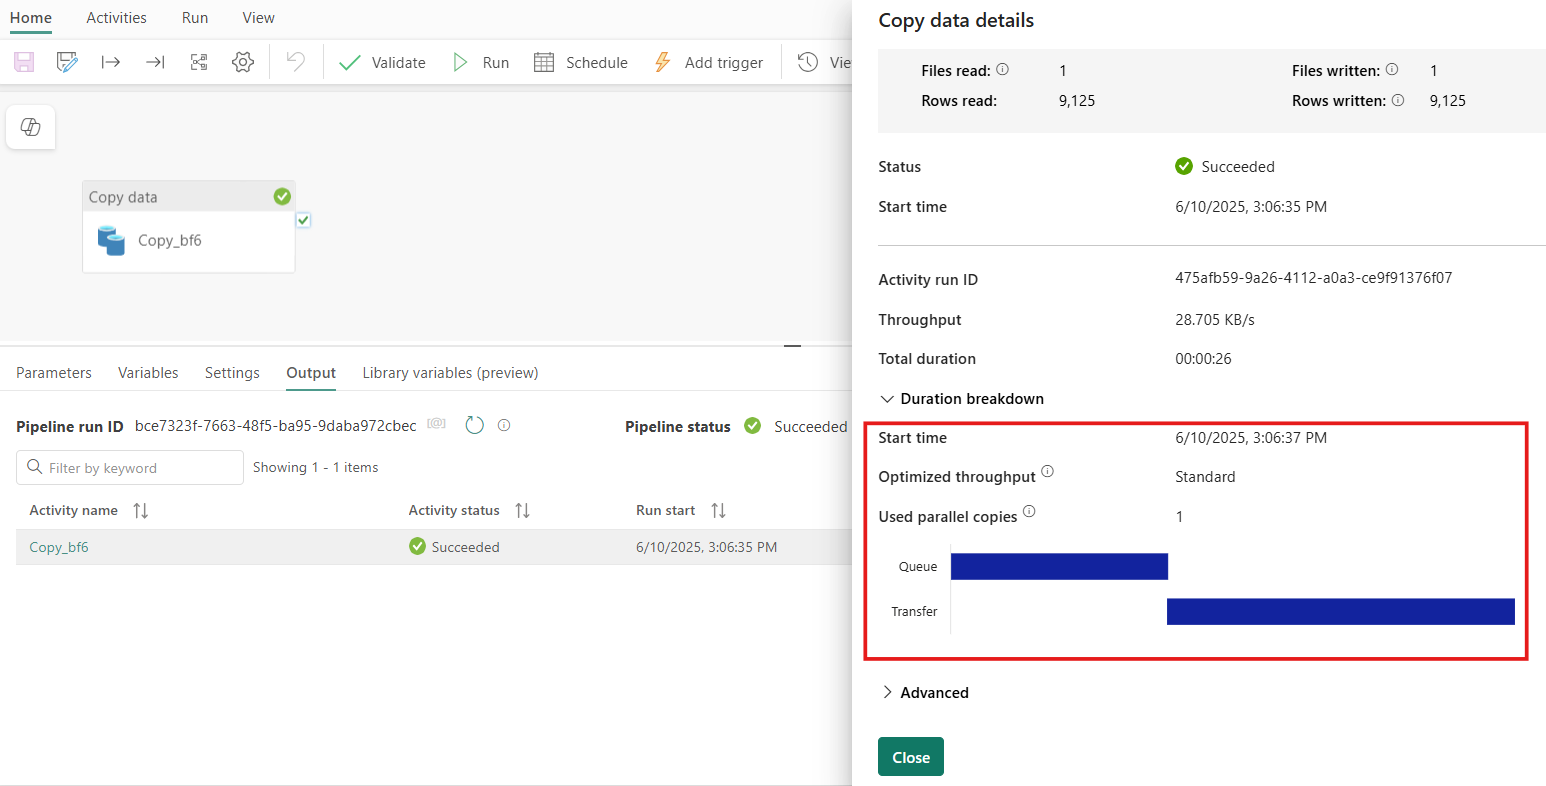 Home Activities Run View
Validate Run Schedule Add trigger Vie
Copy data
Copy_bf6
Parameters Variables Settings Output Library variables (preview)
Pipeline run ID bce7323f-7663-48f5-ba95-9daba972cbec [@] Pipeline status Succeeded
Filter by keyword Showing 1 - 1 items
Activity name Activity status Run start
Copy_bf6 Succeeded 6/10/2025, 3:06:35 PM
Copy data details
Files read: 1 Files written: 1
Rows read: 9,125 Rows written: 9,125
Status Succeeded
Start time 6/10/2025, 3:06:35 PM
Activity run ID 475afb59-9a26-4112-a0a3-ce9f91376f07
Throughput 28.705 KB/s
Total duration 00:00:26
Duration breakdown
Start time 6/10/2025, 3:06:37 PM
Optimized throughput Standard
Used parallel copies 1
Queue
Transfer
Advanced
Close